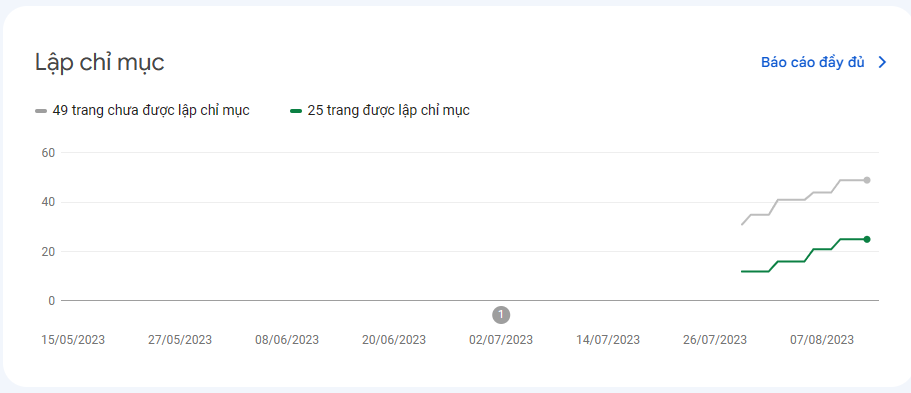 Lập chỉ mục
Báo cáo đầy đủ
49 trang chưa được lập chỉ mục
25 trang được lập chỉ mục
60
40
20
0
1
15/05/2023 27/05/2023 08/06/2023 20/06/2023 02/07/2023 14/07/2023 26/07/2023 07/08/2023